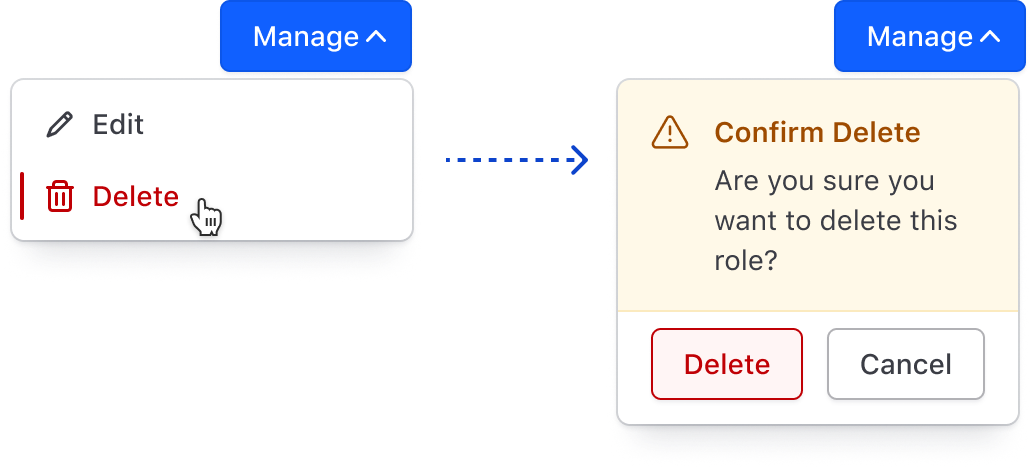 Manage
Edit
Delete
Manage
Confirm Delete
Are you sure you
want to delete this
role?
Delete
Cancel